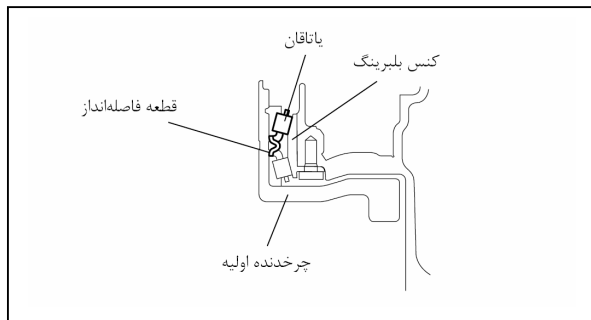 یاتاقان
کنس بلبرینگ
قطعه فاصله‌انداز
چرخدنده اولیه